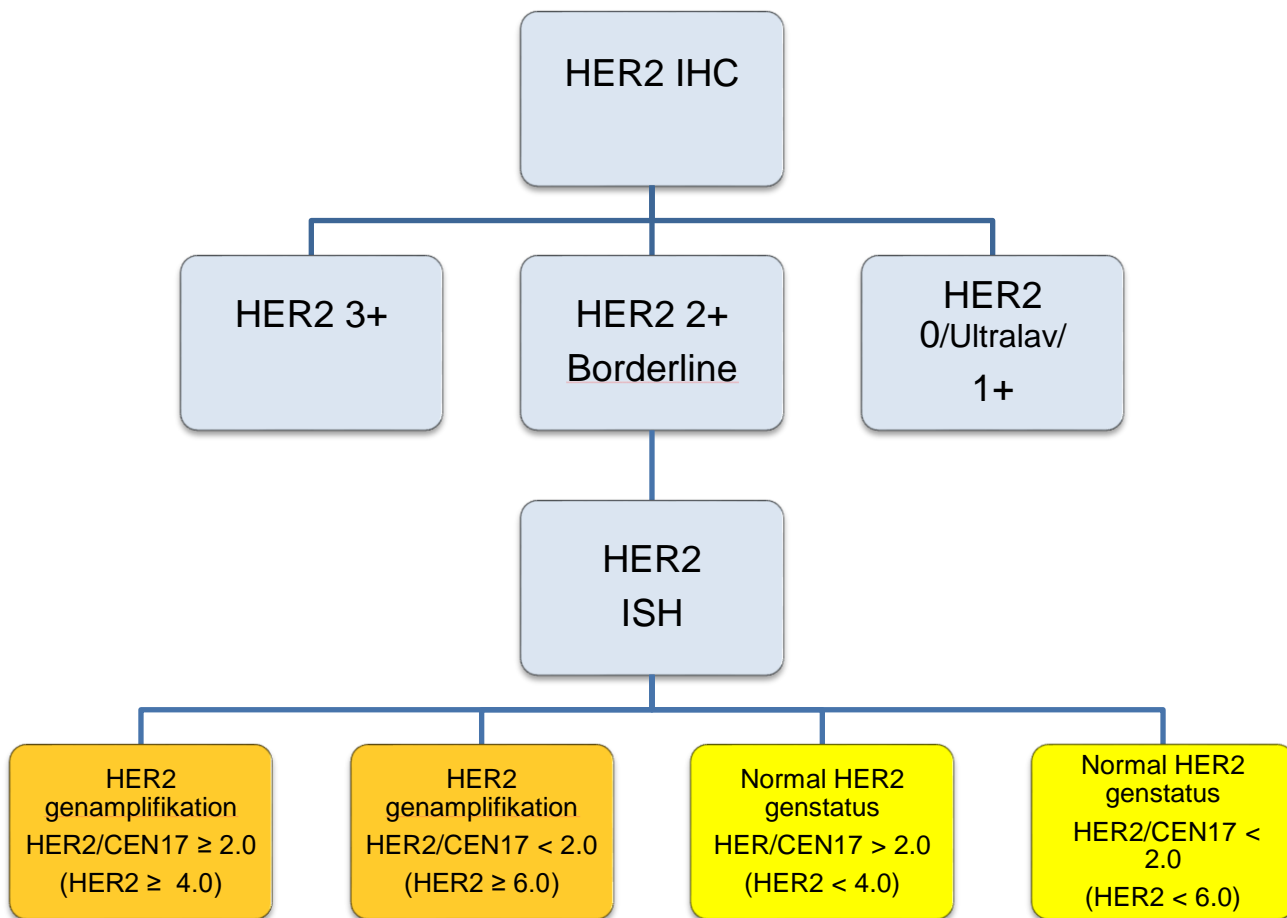 HER2 IHC
HER2 3+
HER2 2+
Borderline
HER2
0/Ultralav/
1+
HER2
ISH
HER2
genamplifikation
HER2/CEN17 ≥ 2.0
(HER2 ≥ 4.0)
HER2
genamplifikation
HER2/CEN17 < 2.0
(HER2 ≥ 6.0)
Normal HER2
genstatus
HER/CEN17 > 2.0
(HER2 < 4.0)
Normal HER2
genstatus
HER2/CEN17 <
2.0
(HER2 < 6.0)